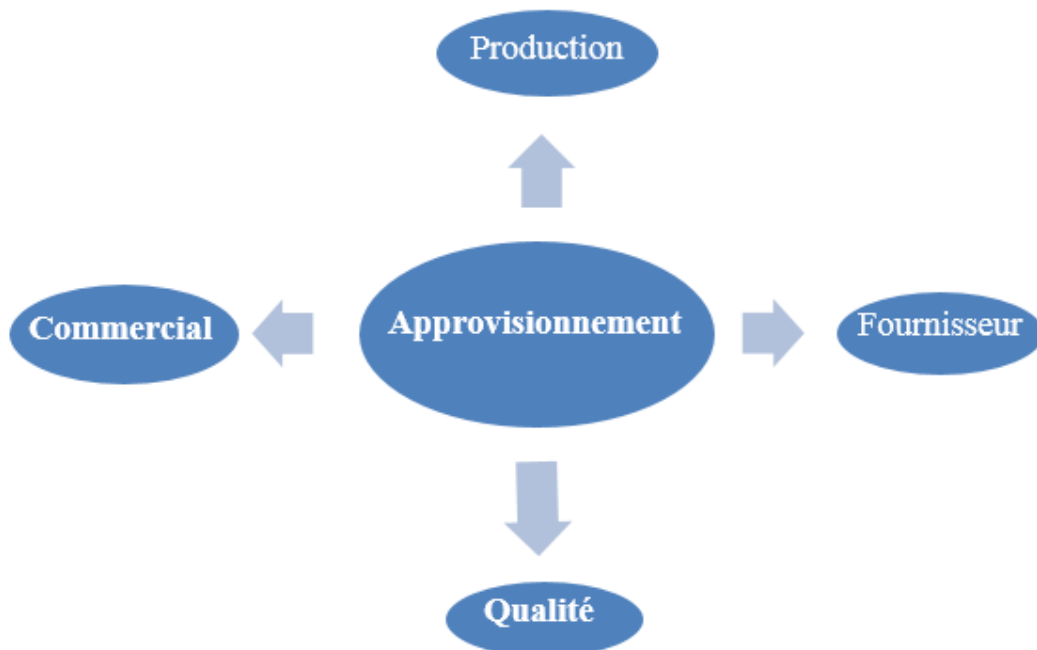 Production
Commercial
Approvisionnement
Fournisseur
Qualité